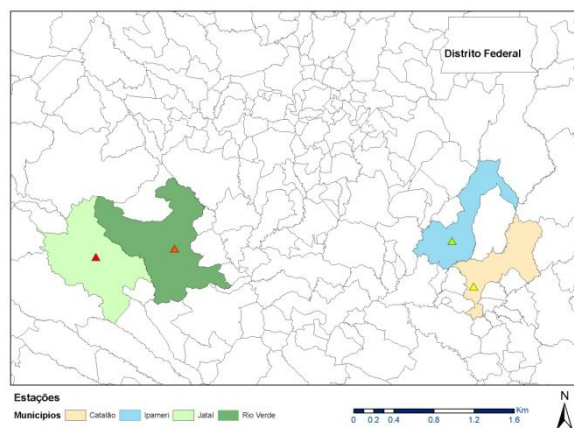 Distrito Federal
Estações
Municípios Catalão Ipameri Jataí Rio Verde
Km
0 0.2 0.4 0.8 1.2 1.6
N